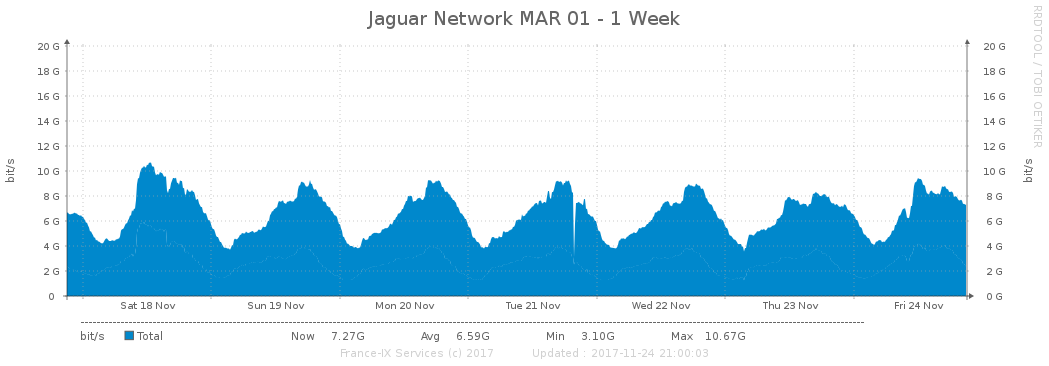 Jaguar Network MAR 01 - 1 Week
RRDTOOL / TOBI OETIKER
bit/s
20 G
18 G
16 G
14 G
12 G
10 G
8 G
6 G
4 G
2 G
0
20 G
18 G
16 G
14 G
12 G
10 G
8 G
6 G
4 G
2 G
0 G
bit/s
Sat 18 Nov Sun 19 Nov Mon 20 Nov Tue 21 Nov Wed 22 Nov Thu 23 Nov Fri 24 Nov
bit/s Total Now 7.27G Avg 6.59G Min 3.10G Max 10.67G
France-IX Services (c) 2017 Updated : 2017-11-24 21:00:03